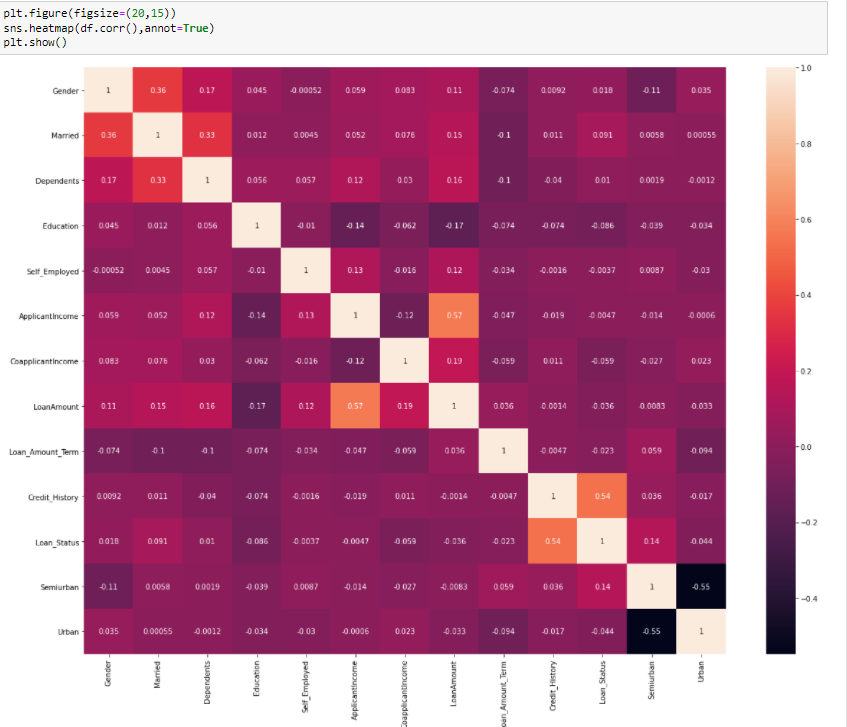 plt.figure(figsize=(20,15))
sns.heatmap(df.corr(),annot=True)
plt.show()
1.0
Gender 1 0.36 0.17 0.045 -0.00052 0.059 0.083 0.11 -0.074 0.0092 0.018 -0.11 0.035
Married 0.36 1 0.33 0.012 0.0045 0.052 0.076 0.15 -0.1 0.011 0.091 0.0058 0.00055
0.8
Dependents 0.17 0.33 1 0.056 0.057 0.12 0.03 0.16 -0.1 -0.04 0.01 0.0019 -0.0012
0.6
Education 0.045 0.012 0.056 1 -0.01 -0.14 -0.062 -0.17 -0.074 -0.074 -0.086 -0.039 -0.034
Self_Employed -0.00052 0.0045 0.057 -0.01 1 0.13 -0.016 0.12 -0.034 -0.0016 -0.0037 0.0087 -0.03
0.4
ApplicantIncome 0.059 0.052 0.12 -0.14 0.13 1 -0.12 0.57 -0.047 -0.019 -0.0047 -0.014 -0.0006
CoapplicantIncome 0.083 0.076 0.03 -0.062 -0.016 -0.12 1 0.19 -0.059 0.011 -0.059 -0.027 0.023
0.2
LoanAmount 0.11 0.15 0.16 -0.17 0.12 0.57 0.19 1 0.036 -0.0014 -0.036 -0.0083 -0.033
0.0
Loan_Amount_Term -0.074 -0.1 -0.1 -0.074 -0.034 -0.047 -0.059 0.036 1 -0.0047 -0.023 0.059 -0.094
Credit_History 0.0092 0.011 -0.04 -0.074 -0.0016 -0.019 0.011 -0.0014 -0.0047 1 0.54 0.036 -0.017
-0.2
Loan_Status 0.018 0.091 0.01 -0.086 -0.0037 -0.0047 -0.059 -0.036 -0.023 0.54 1 0.14 -0.044
Semiurban -0.11 0.0058 0.0019 -0.039 0.0087 -0.014 -0.027 -0.0083 0.059 0.036 0.14 1 -0.55
-0.4
Urban 0.035 0.00055 -0.0012 -0.034 -0.03 -0.0006 0.023 -0.033 -0.094 -0.017 -0.044 -0.55 1
Gender
Married
Dependents
Education
Self_Employed
ApplicantIncome
oapplicantIncome
LoanAmount
oan_Amount_Term
Credit_History
Loan_Status
Semiurban
Urban